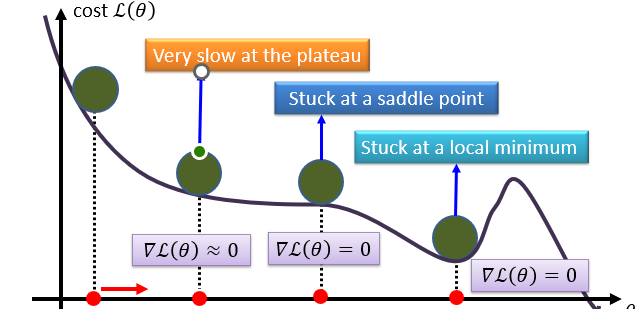 cost ℒ(θ)
Very slow at the plateau
Stuck at a saddle point
Stuck at a local minimum
∇ℒ(θ) ≈ 0
∇ℒ(θ) = 0
∇ℒ(θ) = 0